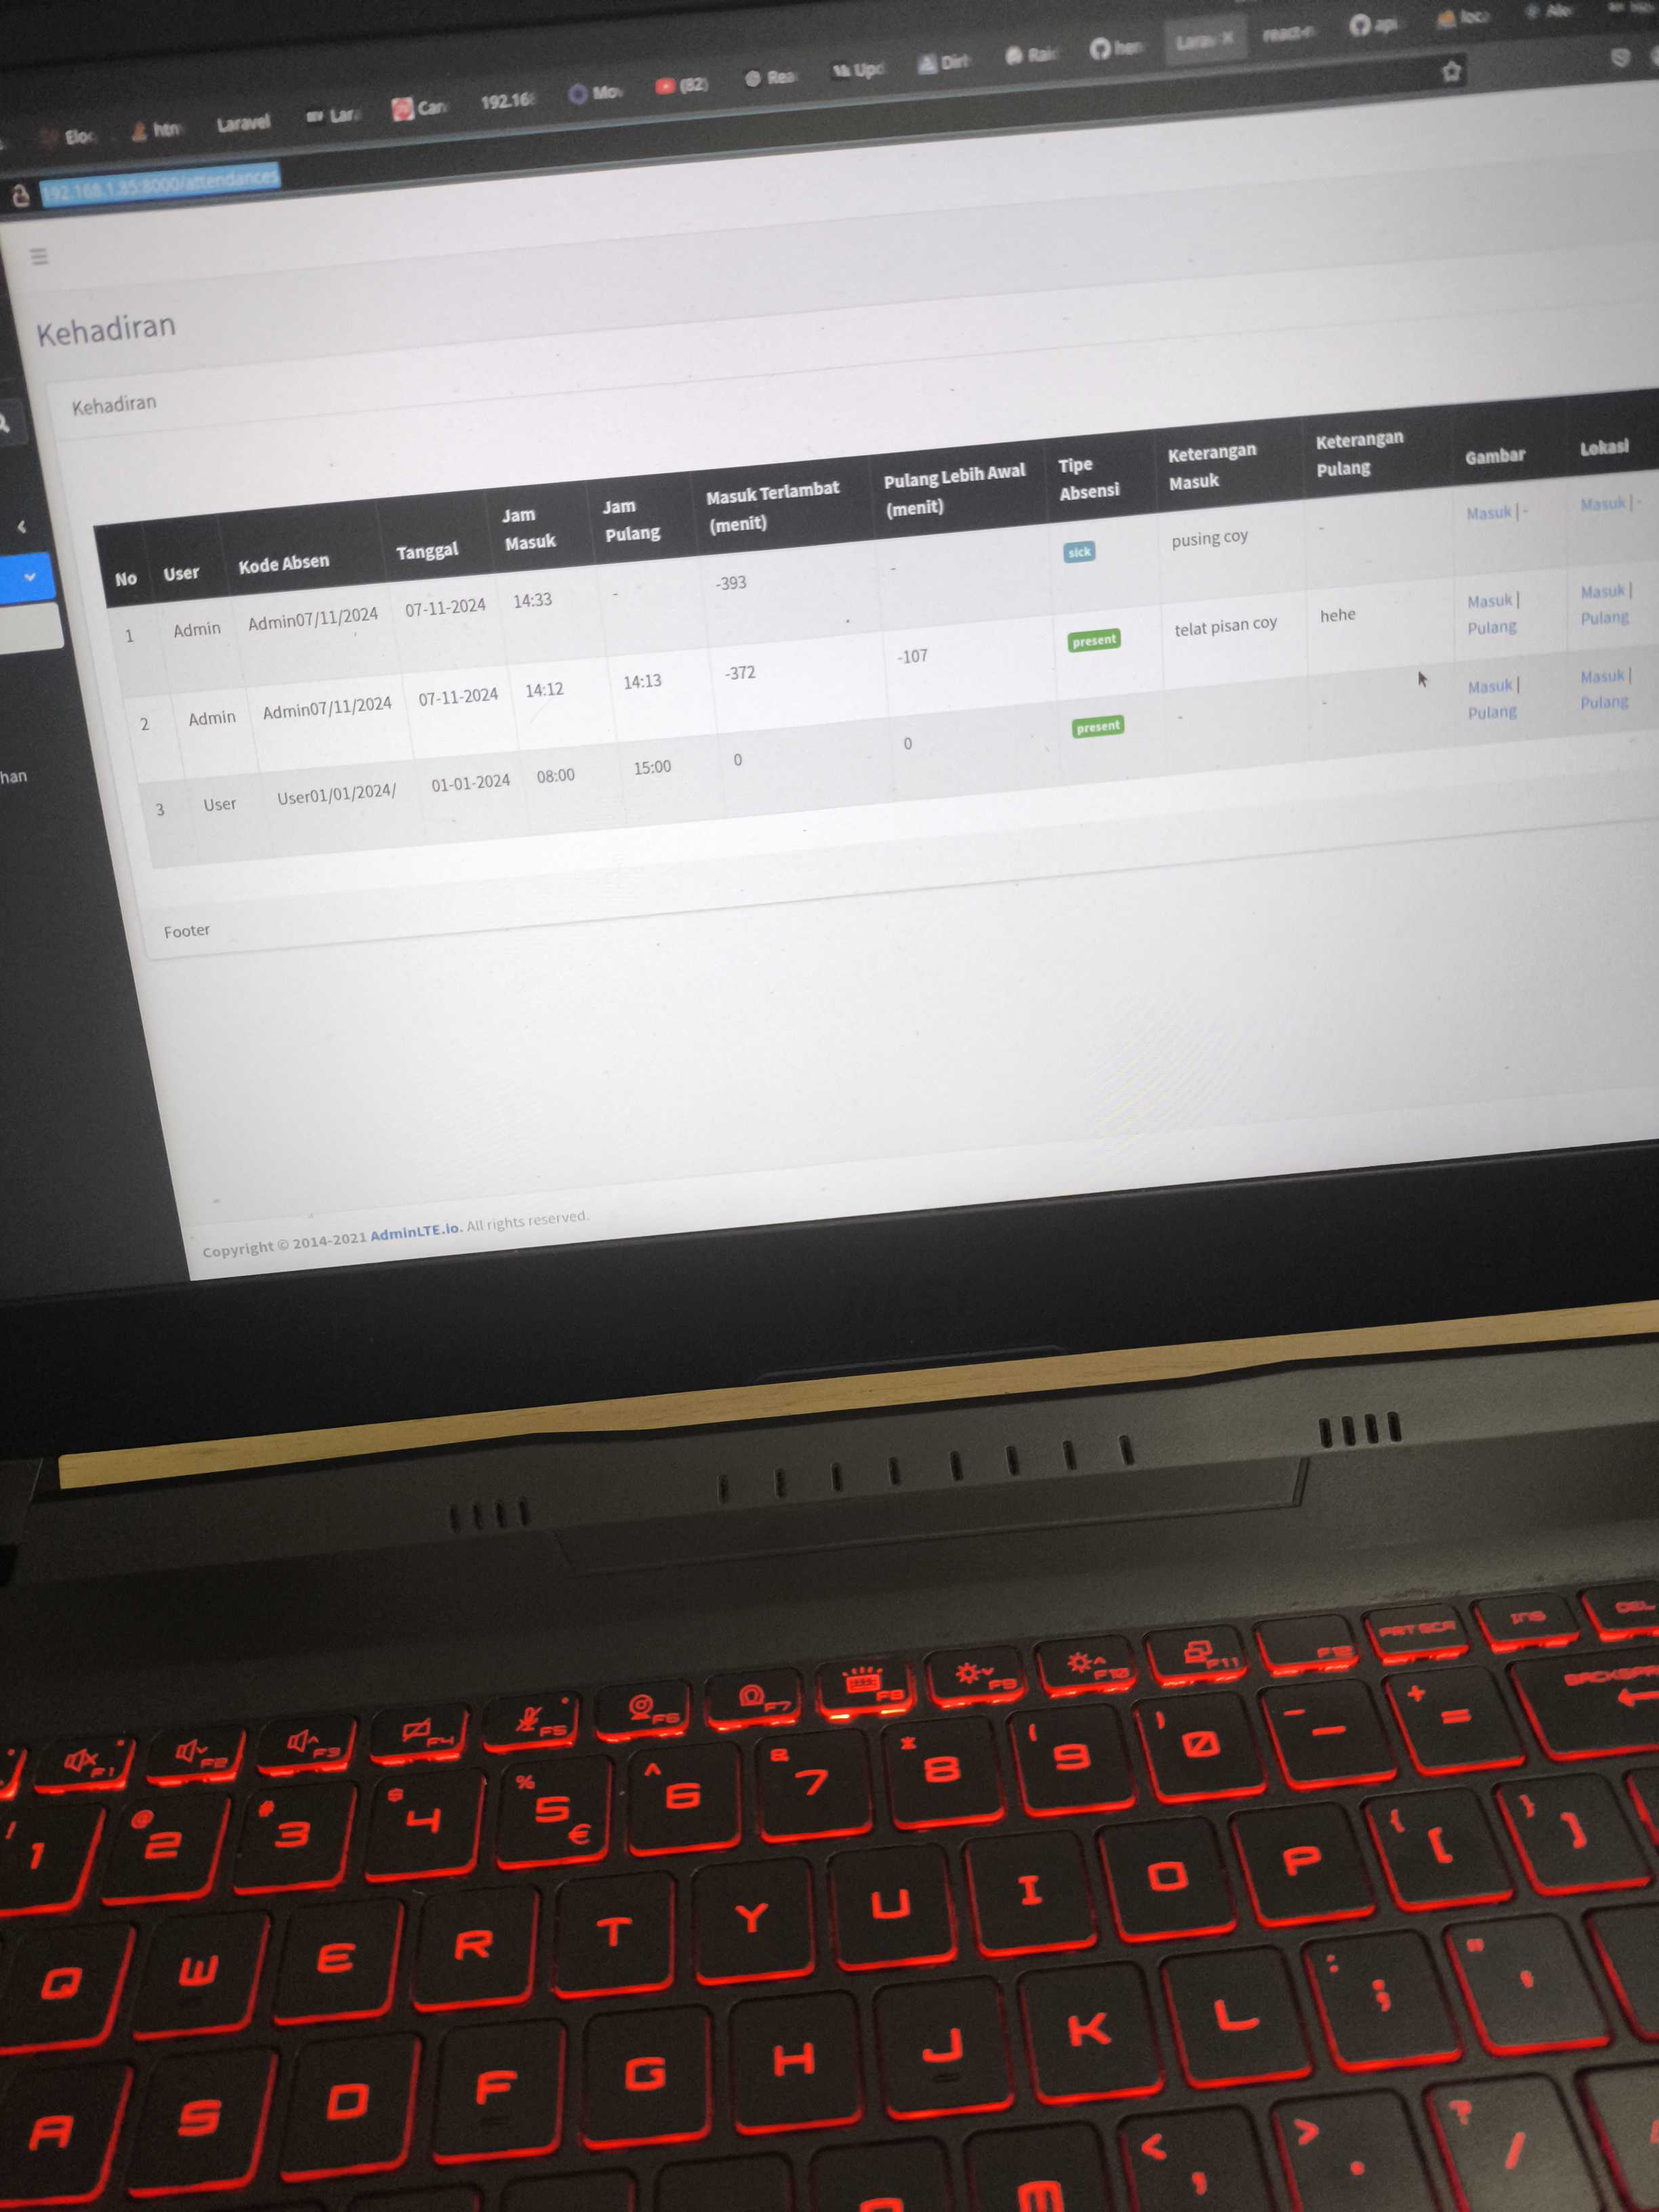 htn
Laravel
Lar
Can
192.168
Mov
(82)
Rea
Upd
Dirt
Rai
hen
Larav
react-n
api
loca
192.168.1.85:8000/attendances
Kehadiran
Kehadiran
No User Kode Absen Tanggal Jam Masuk Jam Pulang Masuk Terlambat (menit) Pulang Lebih Awal (menit) Tipe Absensi Keterangan Masuk Keterangan Pulang Gambar Lokasi
1 Admin Admin07/11/2024 07-11-2024 14:33 - -393 - sick pusing coy - Masuk | - Masuk | -
2 Admin Admin07/11/2024 07-11-2024 14:12 14:13 -372 -107 present telat pisan coy hehe Masuk | Pulang Masuk | Pulang
3 User User01/01/2024/ 01-01-2024 08:00 15:00 0 0 present - - Masuk | Pulang Masuk | Pulang
han
Footer
Copyright © 2014-2021 AdminLTE.io. All rights reserved.
F1 F2 F3 F4 F5 F6 F7 F8 F9 F10 F11 F12 PRT SCR INS DEL
! 1 @ 2 # 3 $ 4 % 5 € ^ 6 & 7 * 8 ( 9 ) 0 _ - + = BACKSPA
Q W E R T Y U I O P { [ } ]
A S D F G H J K L : ; " '
M < , > . ? /